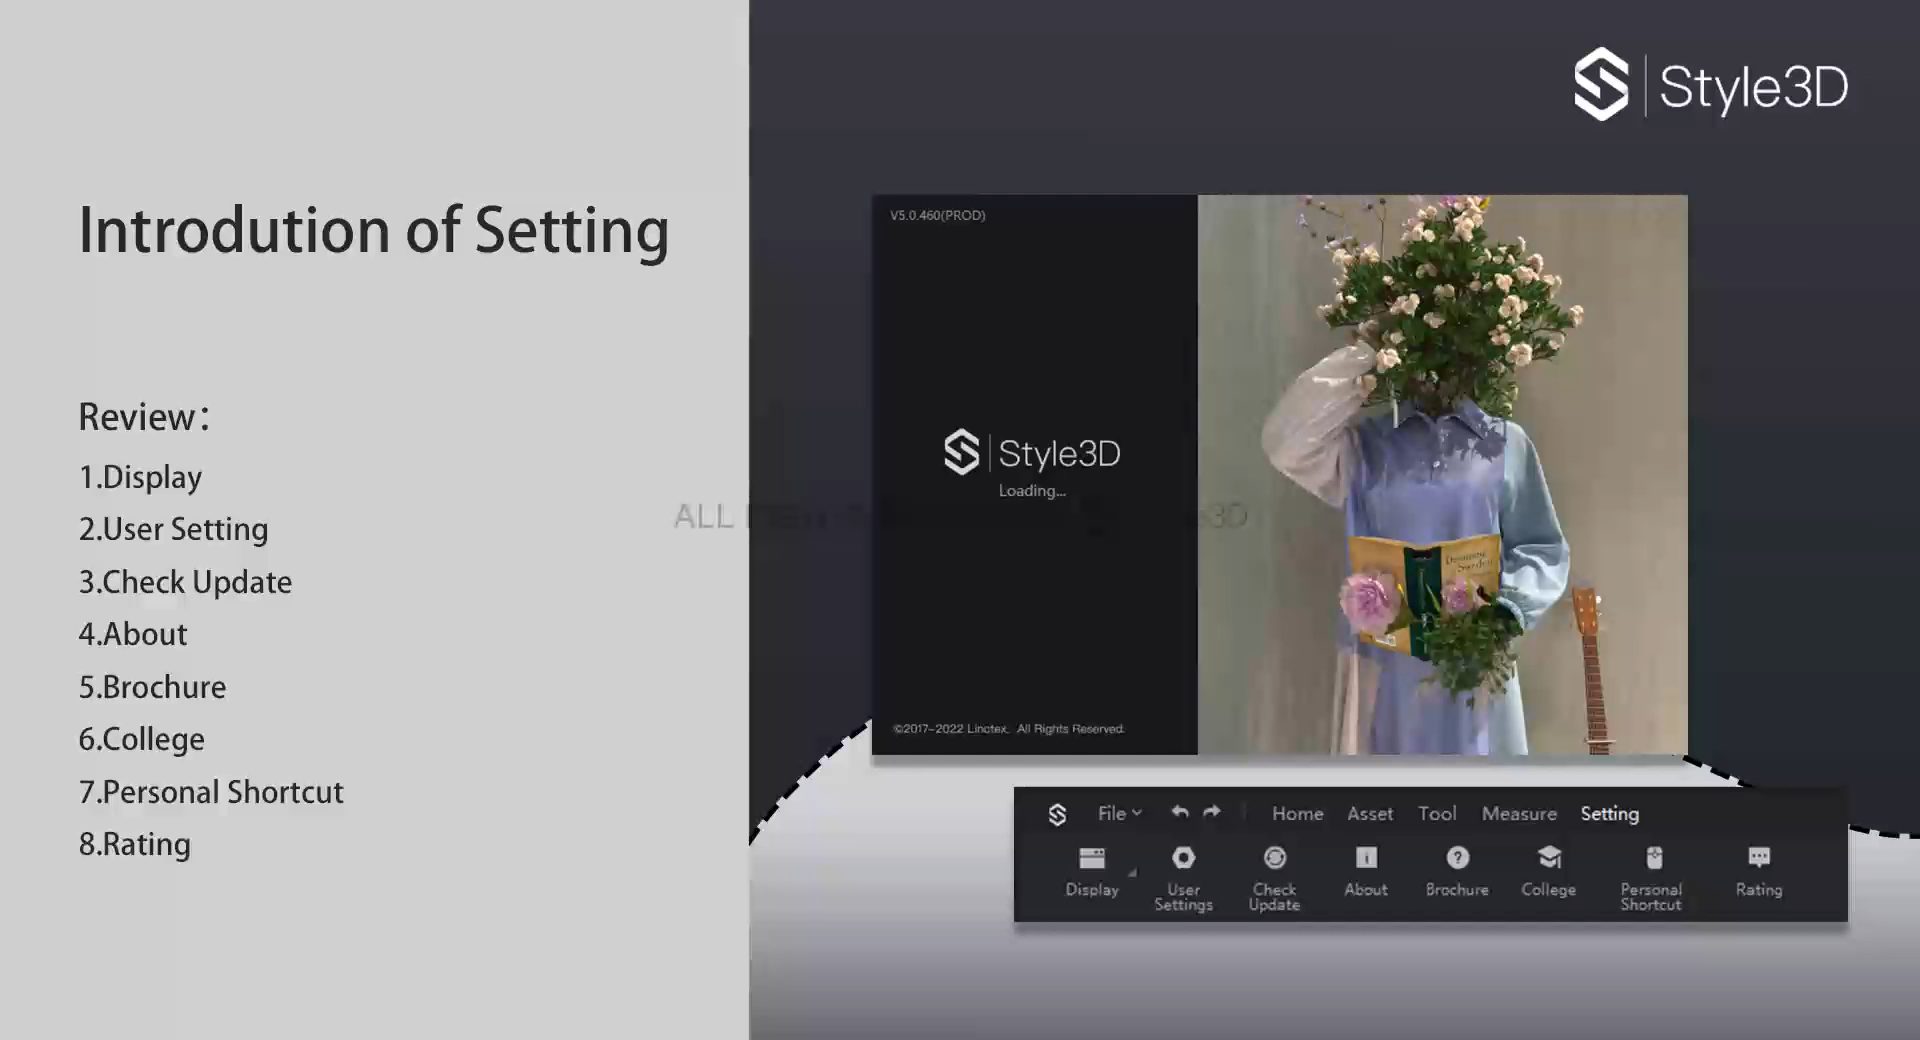 Style3D
Introdution of Setting
Review：
1.Display
2.User Setting
3.Check Update
4.About
5.Brochure
6.College
7.Personal Shortcut
8.Rating
V5.0.460(PROD)
Style3D
Loading...
©2017-2022 Linctex. All Rights Reserved.
ALL
3D
File Home Asset Tool Measure Setting
Display User Settings Check Update About Brochure College Personal Shortcut Rating